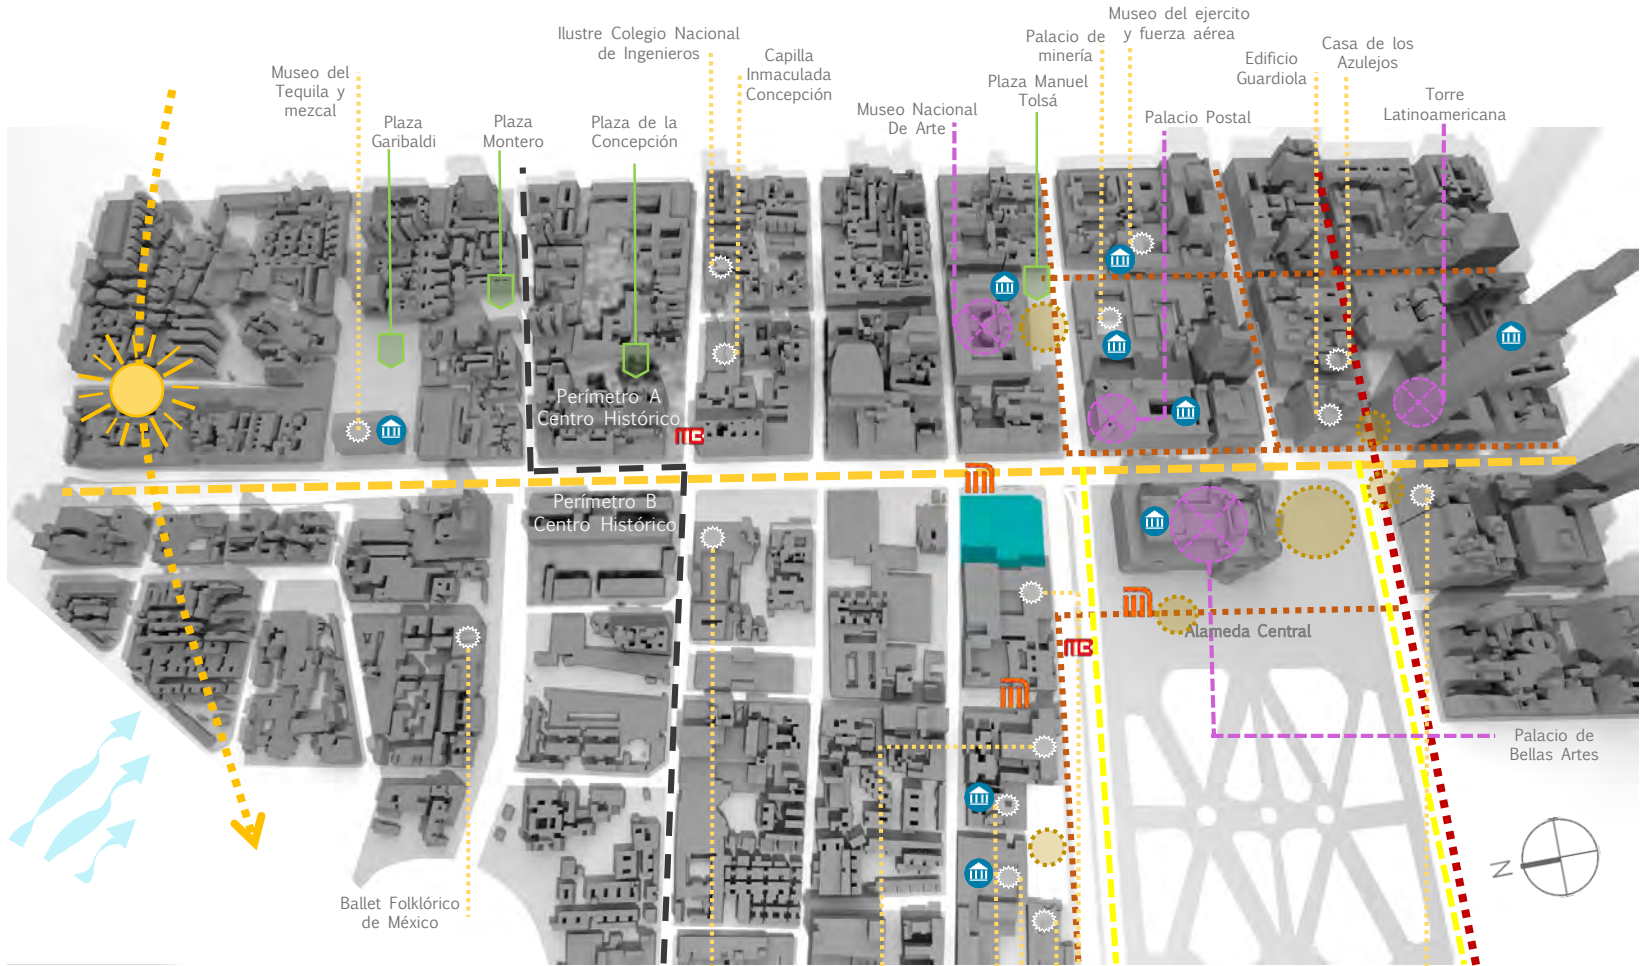 Museo del ejercito
y fuerza aérea
Ilustre Colegio Nacional
de Ingenieros
Palacio de
minería
Casa de los
Azulejos
Capilla
Inmaculada
Concepción
Edificio
Guardiola
Museo del
Tequila y
mezcal
Plaza Manuel
Tolsá
Torre
Latinoamericana
Museo Nacional
De Arte
Palacio Postal
Plaza
Garibaldi
Plaza
Montero
Plaza de la
Concepción
Perímetro A
Centro Histórico
MB
Perímetro B
Centro Histórico
Alameda Central
MB
Palacio de
Bellas Artes
N
Ballet Folklórico
de México